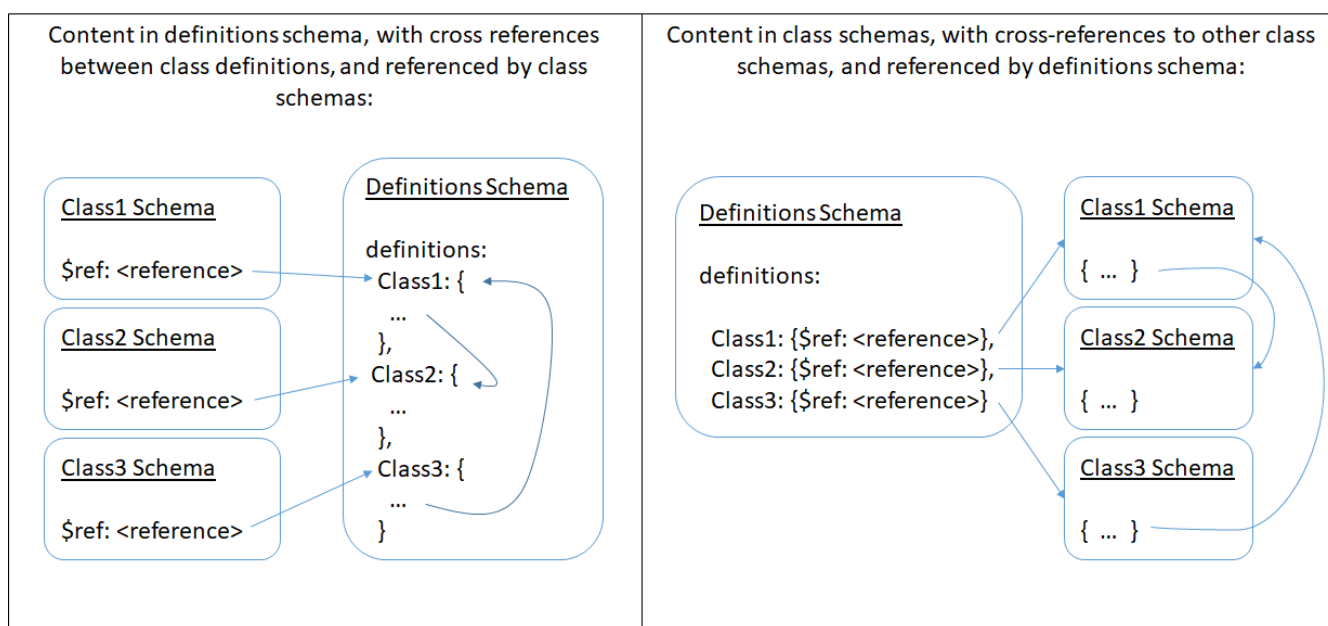 Content in definitions schema, with cross references
between class definitions, and referenced by class
schemas:
Class1 Schema
$ref: <reference>
Class2 Schema
$ref: <reference>
Class3 Schema
$ref: <reference>
Definitions Schema
definitions:
Class1: {
...
},
Class2: {
...
},
Class3: {
...
}
Content in class schemas, with cross-references to other class
schemas, and referenced by definitions schema:
Definitions Schema
definitions:
Class1: {$ref: <reference>},
Class2: {$ref: <reference>},
Class3: {$ref: <reference>}
Class1 Schema
{ ... }
Class2 Schema
{ ... }
Class3 Schema
{ ... }